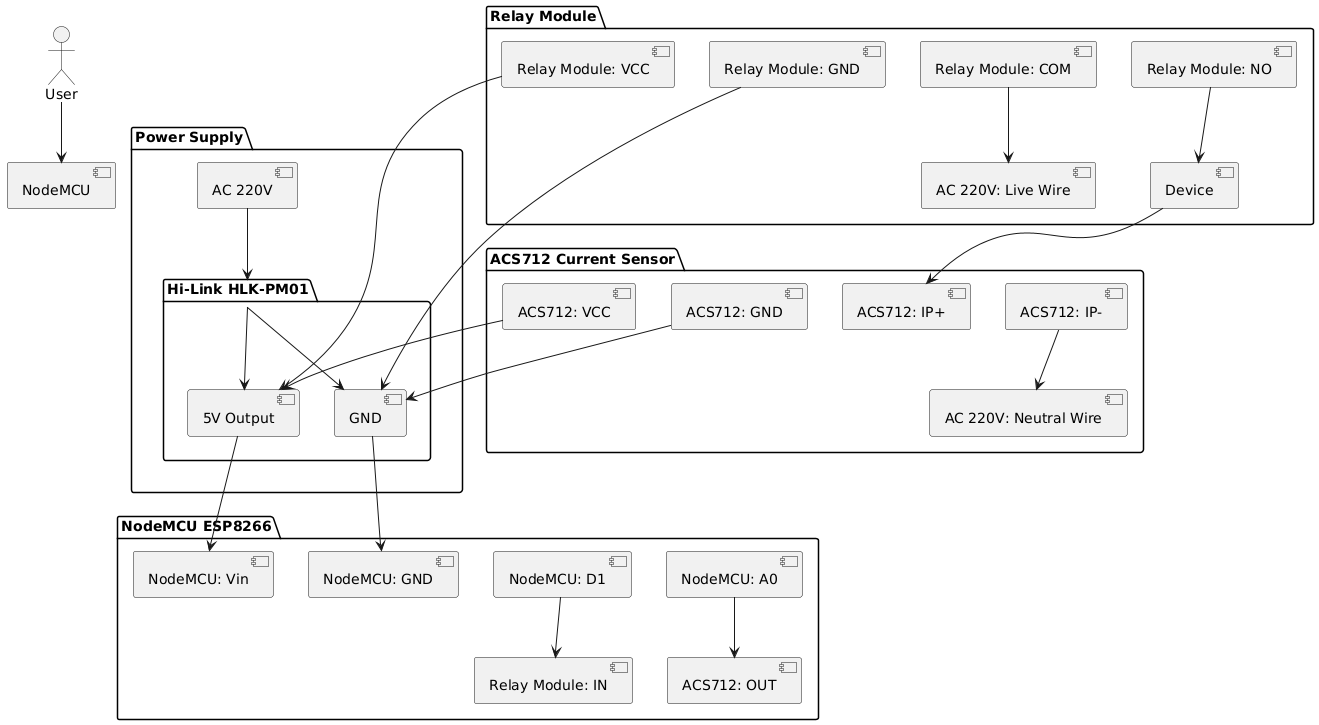 User
NodeMCU
Relay Module
Relay Module: VCC
Relay Module: GND
Relay Module: COM
Relay Module: NO
AC 220V: Live Wire
Device
Power Supply
AC 220V
Hi-Link HLK-PM01
5V Output
GND
ACS712 Current Sensor
ACS712: VCC
ACS712: GND
ACS712: IP+
ACS712: IP-
AC 220V: Neutral Wire
NodeMCU ESP8266
NodeMCU: Vin
NodeMCU: GND
NodeMCU: D1
NodeMCU: A0
Relay Module: IN
ACS712: OUT